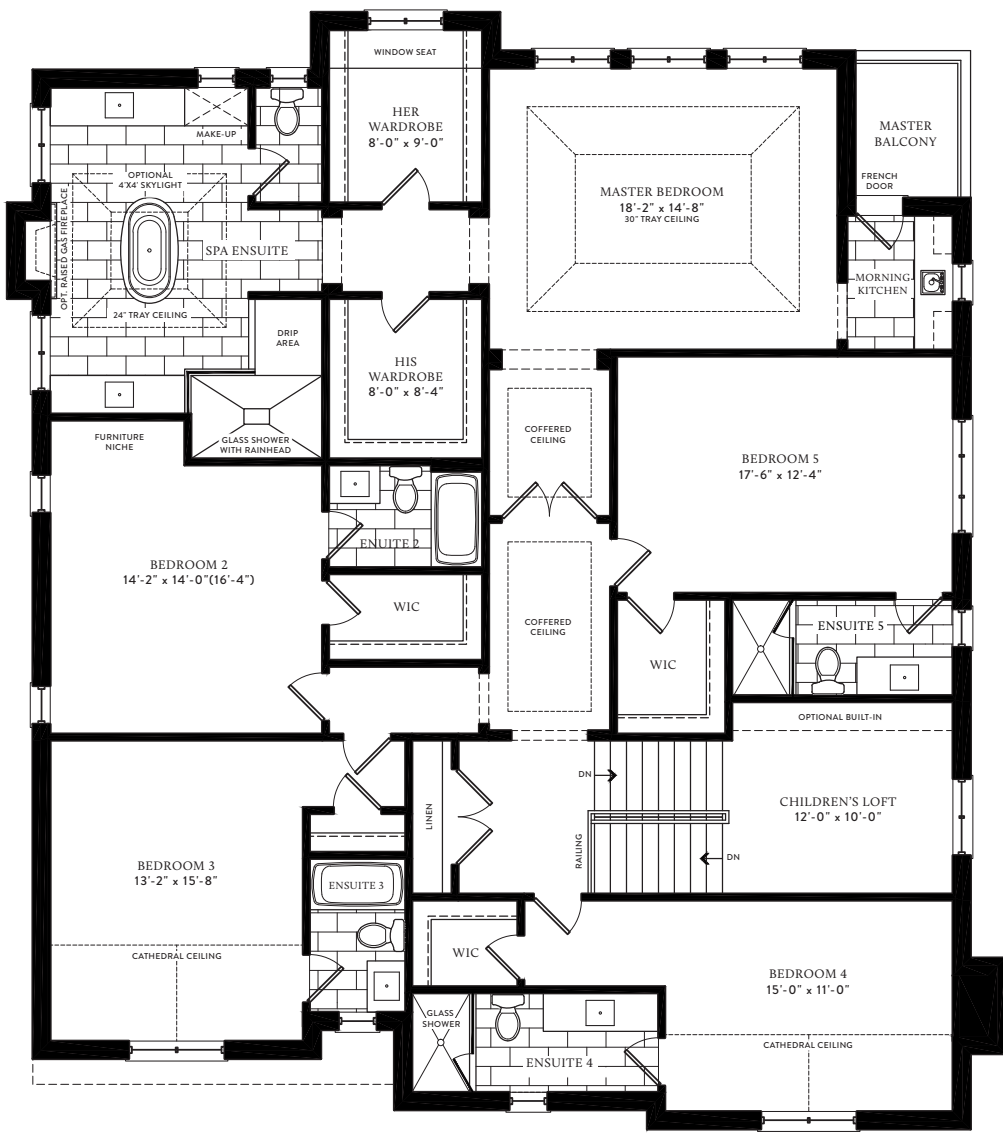 WINDOW SEAT
HER
WARDROBE
8'-0" x 9'-0"
MAKE-UP
OPTIONAL
4'X4' SKYLIGHT
OPT. RAISED GAS FIREPLACE
SPA ENSUITE
24" TRAY CEILING
DRIP
AREA
GLASS SHOWER
WITH RAINHEAD
HIS
WARDROBE
8'-0" x 8'-4"
MASTER BEDROOM
18'-2" x 14'-8"
30" TRAY CEILING
MASTER
BALCONY
FRENCH
DOOR
MORNING
KITCHEN
COFFERED
CEILING
BEDROOM 5
17'-6" x 12'-4"
FURNITURE
NICHE
BEDROOM 2
14'-2" x 14'-0"(16'-4")
ENUITE 2
WIC
COFFERED
CEILING
WIC
ENSUITE 5
OPTIONAL BUILT-IN
CHILDREN'S LOFT
12'-0" x 10'-0"
DN
DN
RAILING
LINEN
BEDROOM 3
13'-2" x 15'-8"
CATHEDRAL CEILING
ENSUITE 3
WIC
BEDROOM 4
15'-0" x 11'-0"
CATHEDRAL CEILING
GLASS
SHOWER
ENSUITE 4